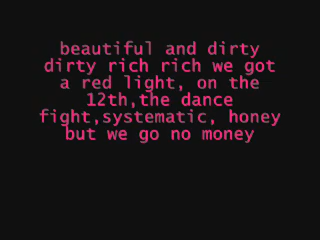 beautiful and dirty
dirty rich rich we got
a red light, on the
12th,the dance
fight,systematic, honey
but we go no money